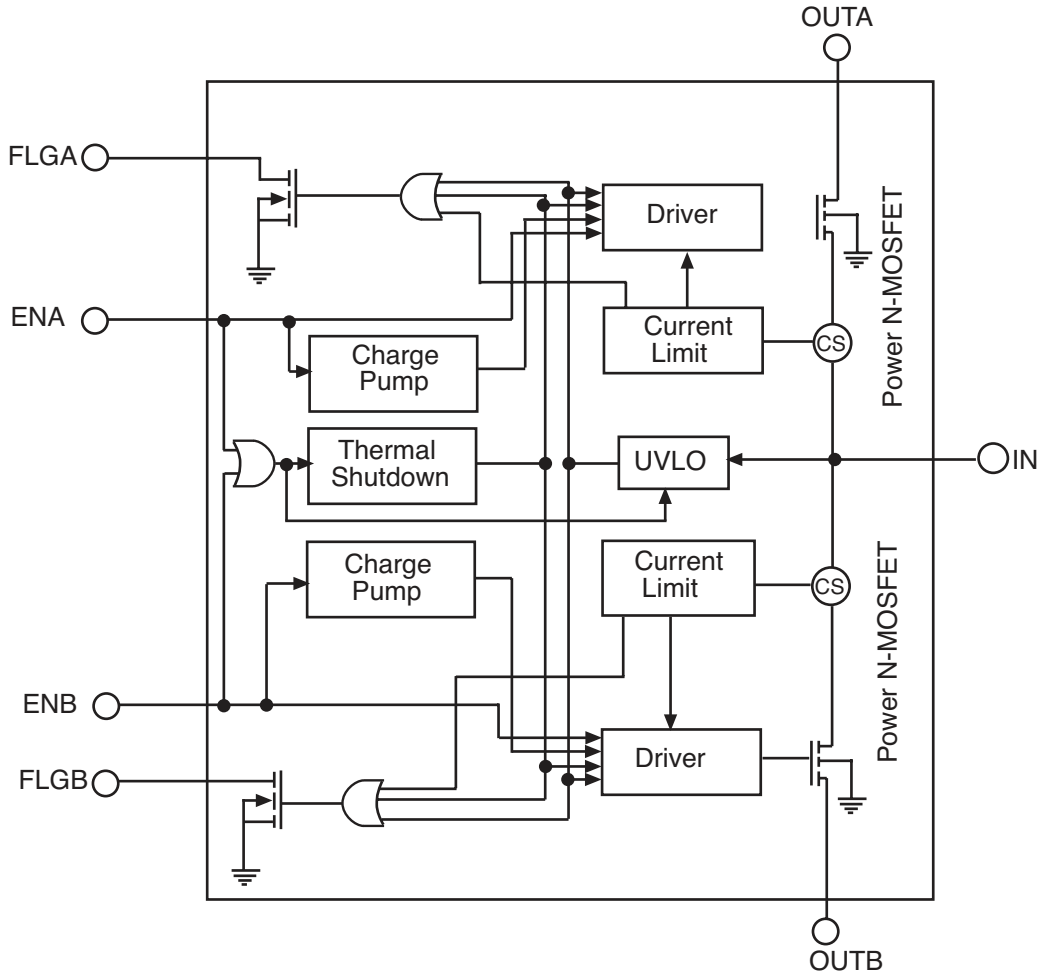 OUTA
FLGA
Driver
Power N-MOSFET
ENA
Current
Limit
CS
Charge
Pump
Thermal
Shutdown
UVLO
IN
Charge
Pump
Current
Limit
CS
Power N-MOSFET
ENB
Driver
FLGB
OUTB